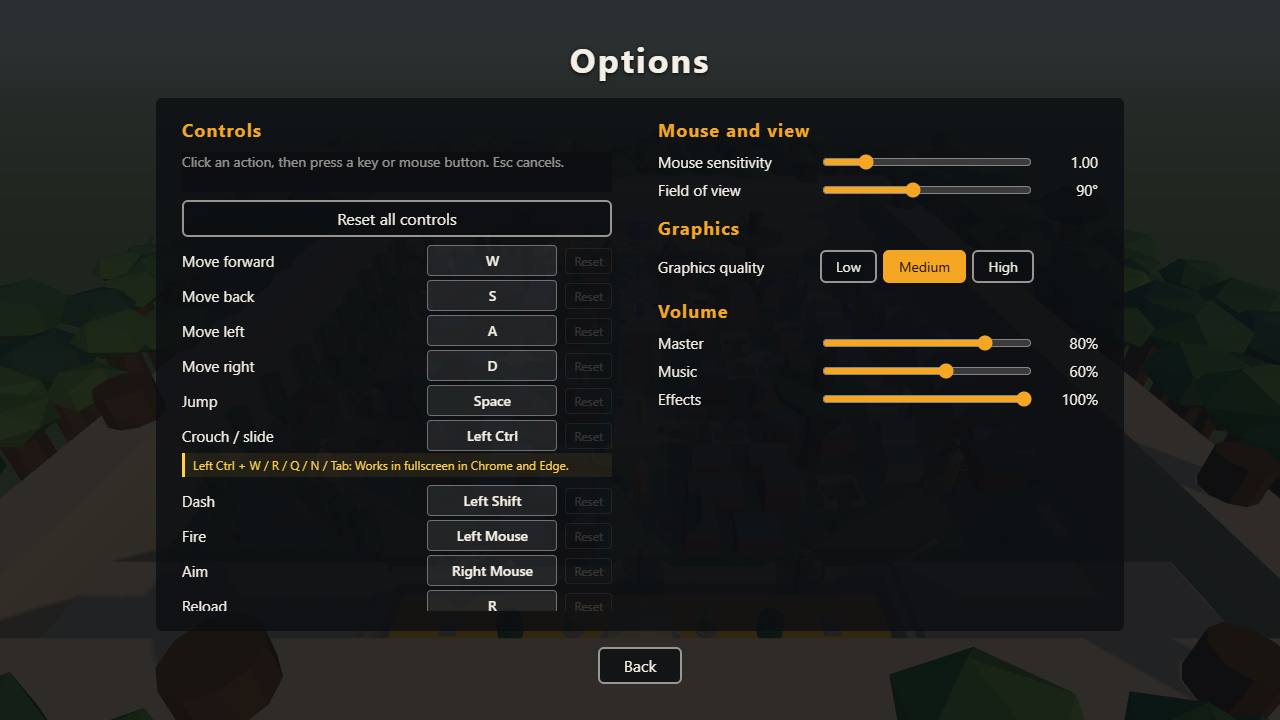 Options
Controls
Click an action, then press a key or mouse button. Esc cancels.
Reset all controls
Move forward W Reset
Move back S Reset
Move left A Reset
Move right D Reset
Jump Space Reset
Crouch / slide Left Ctrl Reset
Left Ctrl + W / R / Q / N / Tab: Works in fullscreen in Chrome and Edge.
Dash Left Shift Reset
Fire Left Mouse Reset
Aim Right Mouse Reset
Reload R Reset
Mouse and view
Mouse sensitivity 1.00
Field of view 90°
Graphics
Graphics quality Low Medium High
Volume
Master 80%
Music 60%
Effects 100%
Back